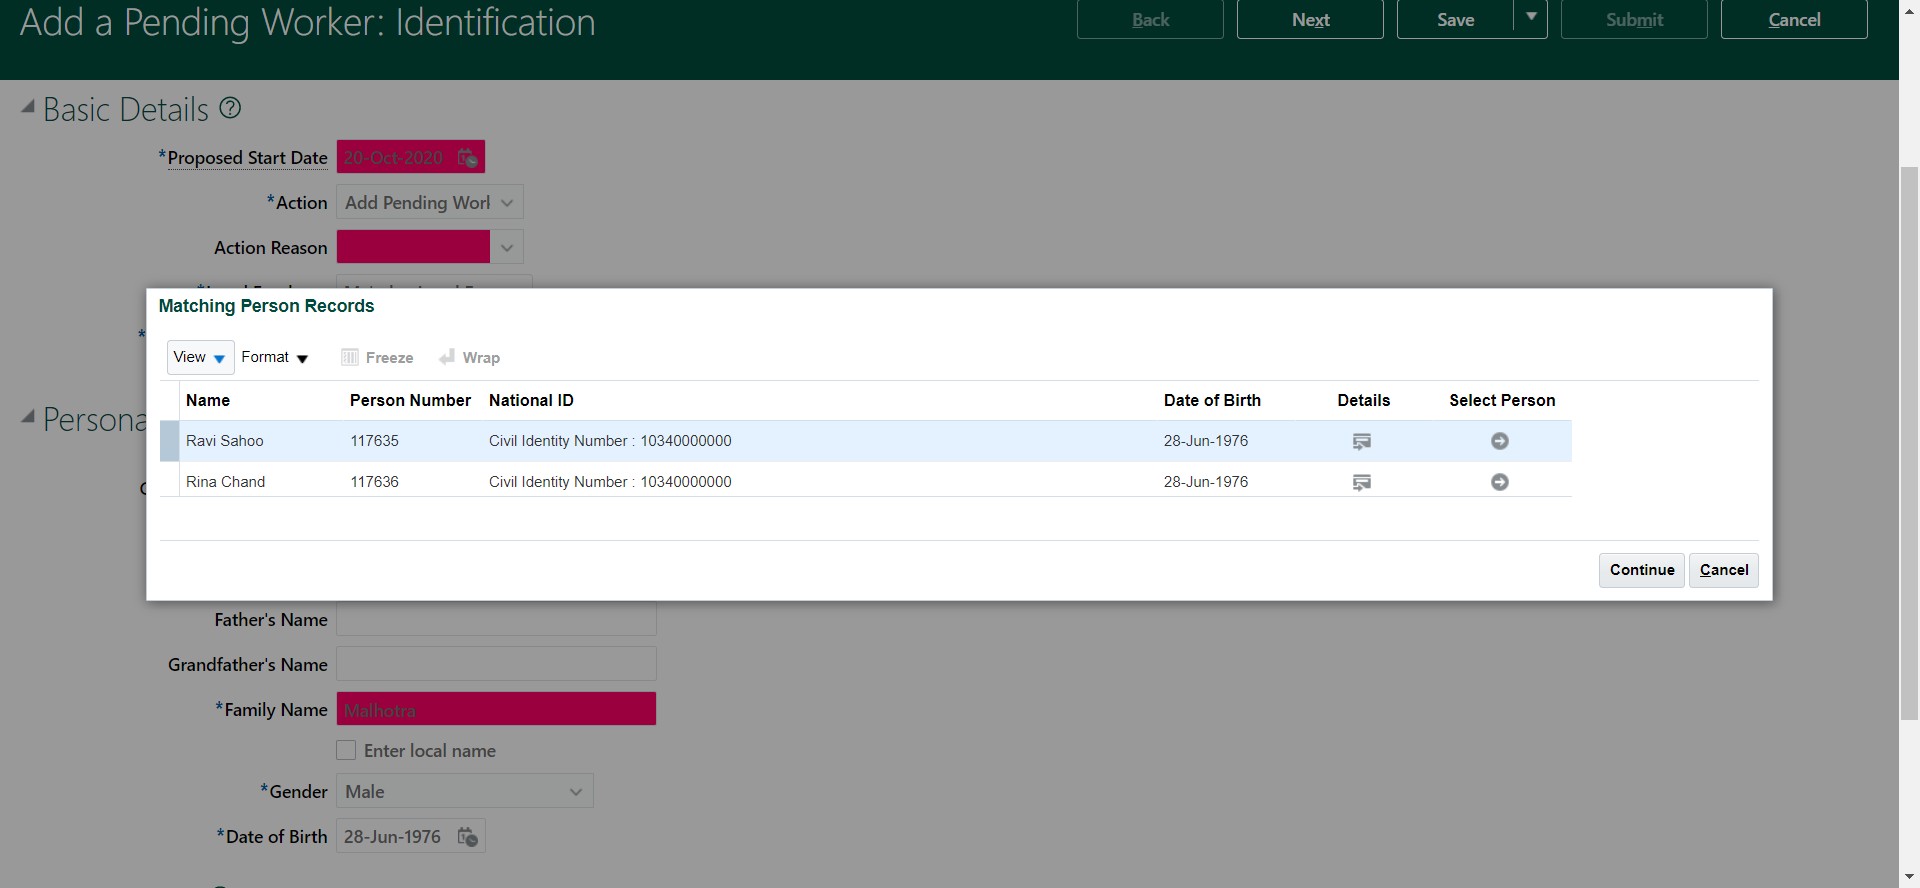 Add a Pending Worker: Identification
Back Next Save Submit Cancel
Basic Details
*Proposed Start Date 20-Oct-2020
*Action Add Pending Work
Action Reason
Matching Person Records
View Format Freeze Wrap
Name Person Number National ID Date of Birth Details Select Person
Ravi Sahoo 117635 Civil Identity Number : 10340000000 28-Jun-1976
Rina Chand 117636 Civil Identity Number : 10340000000 28-Jun-1976
Continue Cancel
Persona
Father's Name
Grandfather's Name
*Family Name Malhotra
Enter local name
*Gender Male
*Date of Birth 28-Jun-1976